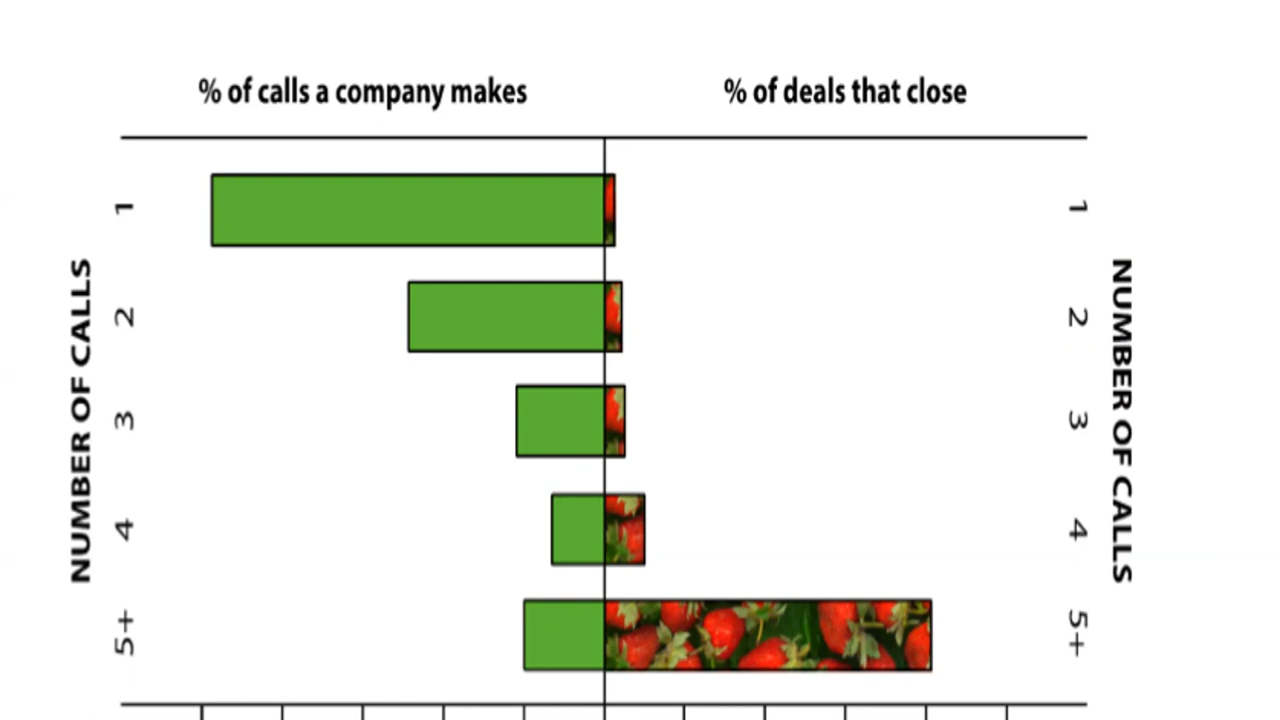 % of calls a company makes
% of deals that close
NUMBER OF CALLS
1
2
3
4
5+
1
2
3
4
5+
NUMBER OF CALLS